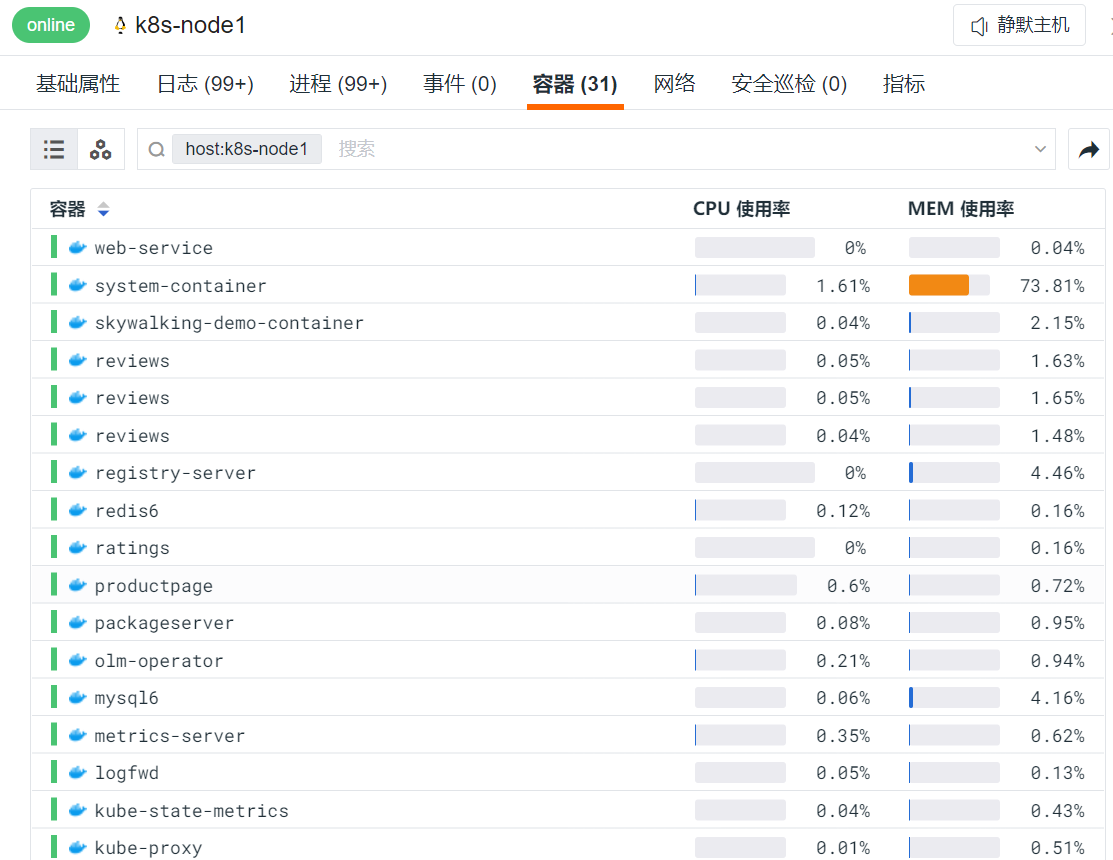 online k8s-node1 静默主机
基础属性 日志 (99+) 进程 (99+) 事件 (0) 容器 (31) 网络 安全巡检 (0) 指标
host:k8s-node1 搜索
容器 CPU 使用率 MEM 使用率
web-service 0% 0.04%
system-container 1.61% 73.81%
skywalking-demo-container 0.04% 2.15%
reviews 0.05% 1.63%
reviews 0.05% 1.65%
reviews 0.04% 1.48%
registry-server 0% 4.46%
redis6 0.12% 0.16%
ratings 0% 0.16%
productpage 0.6% 0.72%
packageserver 0.08% 0.95%
olm-operator 0.21% 0.94%
mysql6 0.06% 4.16%
metrics-server 0.35% 0.62%
logfwd 0.05% 0.13%
kube-state-metrics 0.04% 0.43%
kube-proxy 0.01% 0.51%